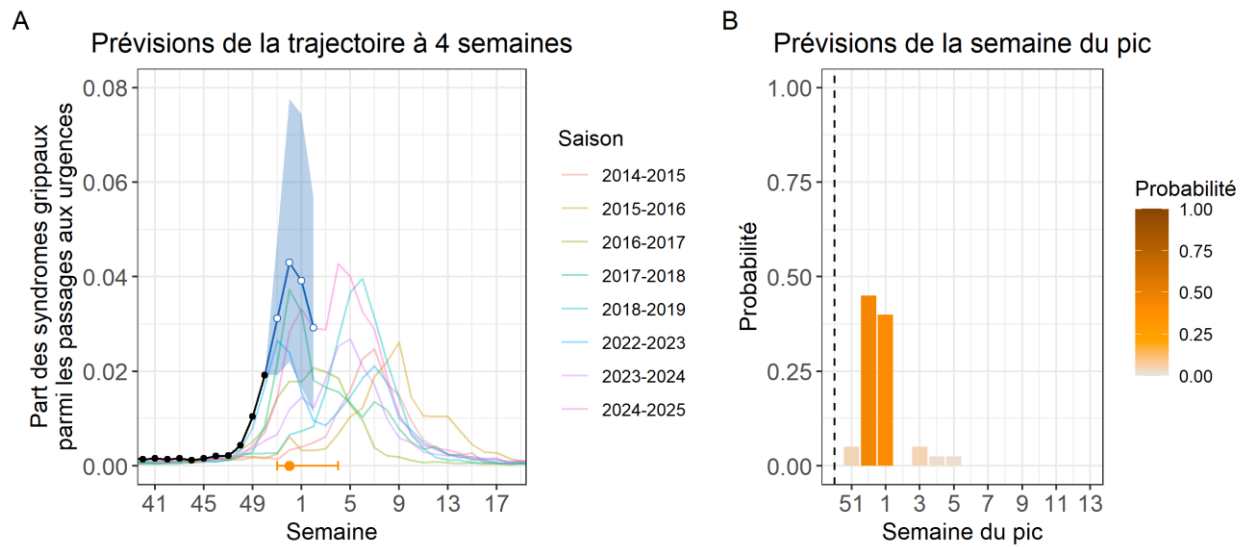 A
Prévisions de la trajectoire à 4 semaines
Part des syndromes grippaux
parmi les passages aux urgences
0.08
0.06
0.04
0.02
0.00
41 45 49 1 5 9 13 17
Semaine
Saison
2014-2015
2015-2016
2016-2017
2017-2018
2018-2019
2022-2023
2023-2024
2024-2025
B
Prévisions de la semaine du pic
Probabilité
1.00
0.75
0.50
0.25
0.00
51 1 3 5 7 9 11 13
Semaine du pic
Probabilité
1.00
0.75
0.50
0.25
0.00